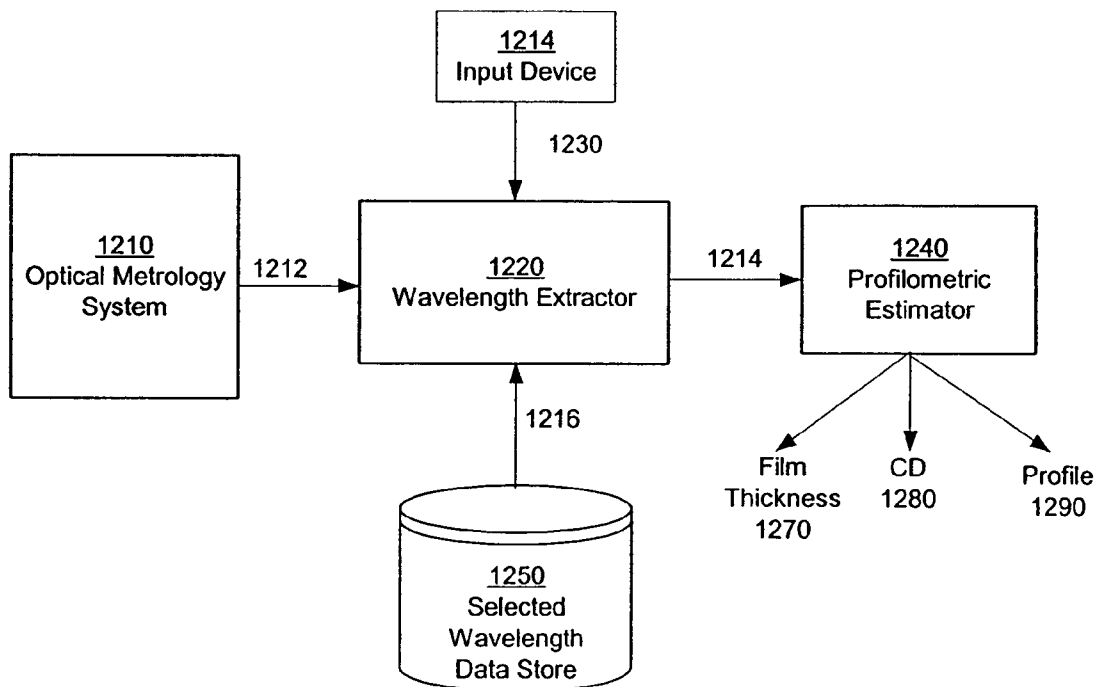 1214
Input Device
1230
1210
Optical Metrology
System
1212
1220
Wavelength Extractor
1214
1240
Profilometric
Estimator
1216
Film
Thickness
1270
CD
1280
Profile
1290
1250
Selected
Wavelength
Data Store